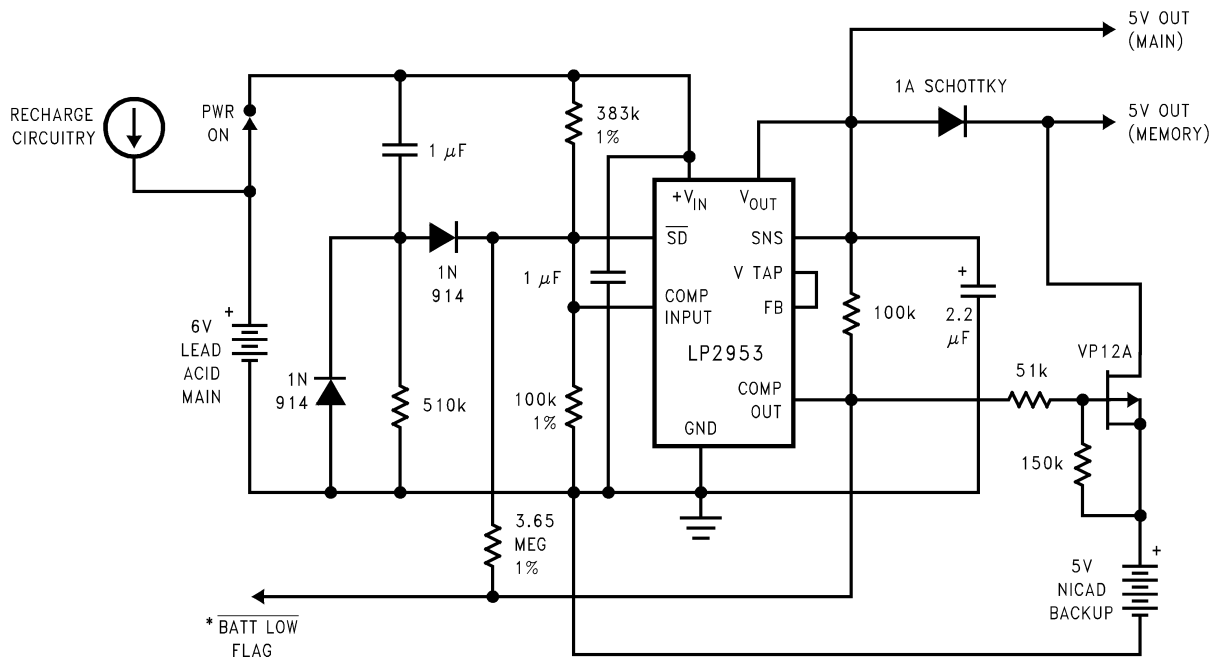 5V OUT
(MAIN)
1A SCHOTTKY
5V OUT
(MEMORY)
RECHARGE
CIRCUITRY
PWR
ON
383k
1%
1 μF
+VIN
VOUT
SD
SNS
1N
914
1 μF
V TAP
FB
COMP
INPUT
+
100k
2.2
μF
+
6V
LEAD
ACID
MAIN
LP2953
VP12A
1N
914
510k
100k
1%
COMP
OUT
51k
GND
150k
3.65
MEG
1%
+
5V
NICAD
BACKUP
* BATT LOW
FLAG